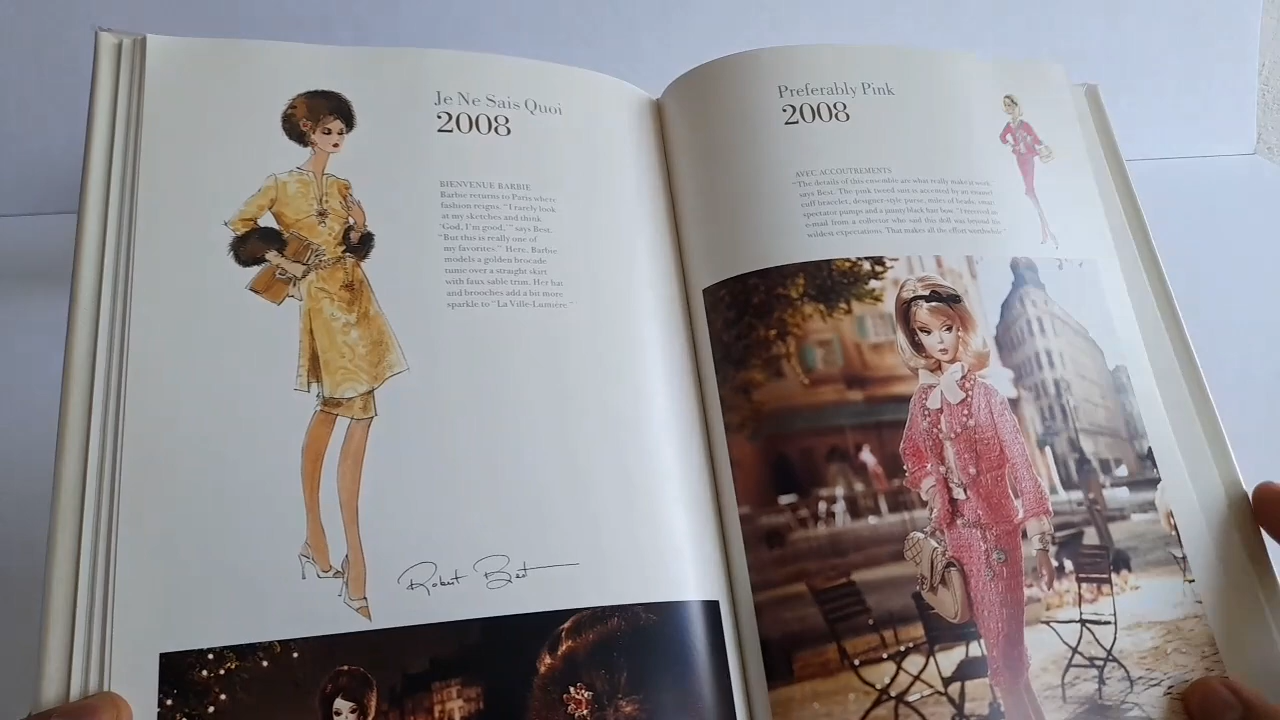 Je Ne Sais Quoi
2008
BIENVENUE BARBIE
Barbie returns to Paris where
fashion reigns. "I rarely look
at my sketches and think
'God, I'm good,'" says Best.
"But this is really one of
my favorites." Here, Barbie
models a golden brocade
tunic over a straight skirt
with faux sable trim. Her hat
and brooches add a bit more
sparkle to "La Ville-Lumière."
Robert Best
Preferably Pink
2008
AVEC ACCOUTREMENTS
"The details of this ensemble are what really make it work,"
says Best. The pink tweed suit is accented by an enamel
cuff bracelet, designer-style purse, miles of beads, smart
spectator pumps and a jaunty black hair bow. "I received an
e-mail from a collector who said this doll was beyond the
wildest expectations. That makes all the effort worthwhile."